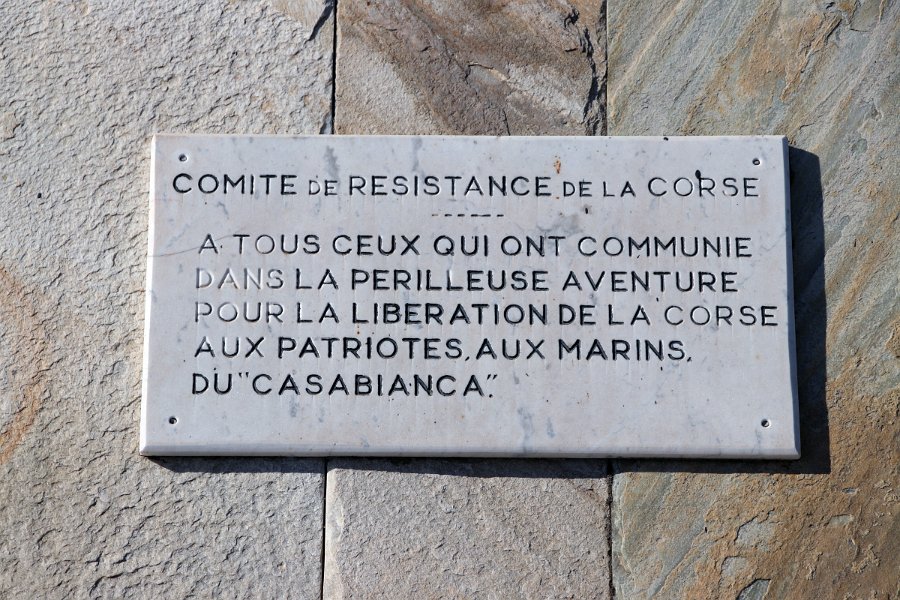 COMITE DE RESISTANCE DE LA CORSE
------
A TOUS CEUX QUI ONT COMMUNIE
DANS LA PERILLEUSE AVENTURE
POUR LA LIBERATION DE LA CORSE
AUX PATRIOTES, AUX MARINS,
DU "CASABIANCA".